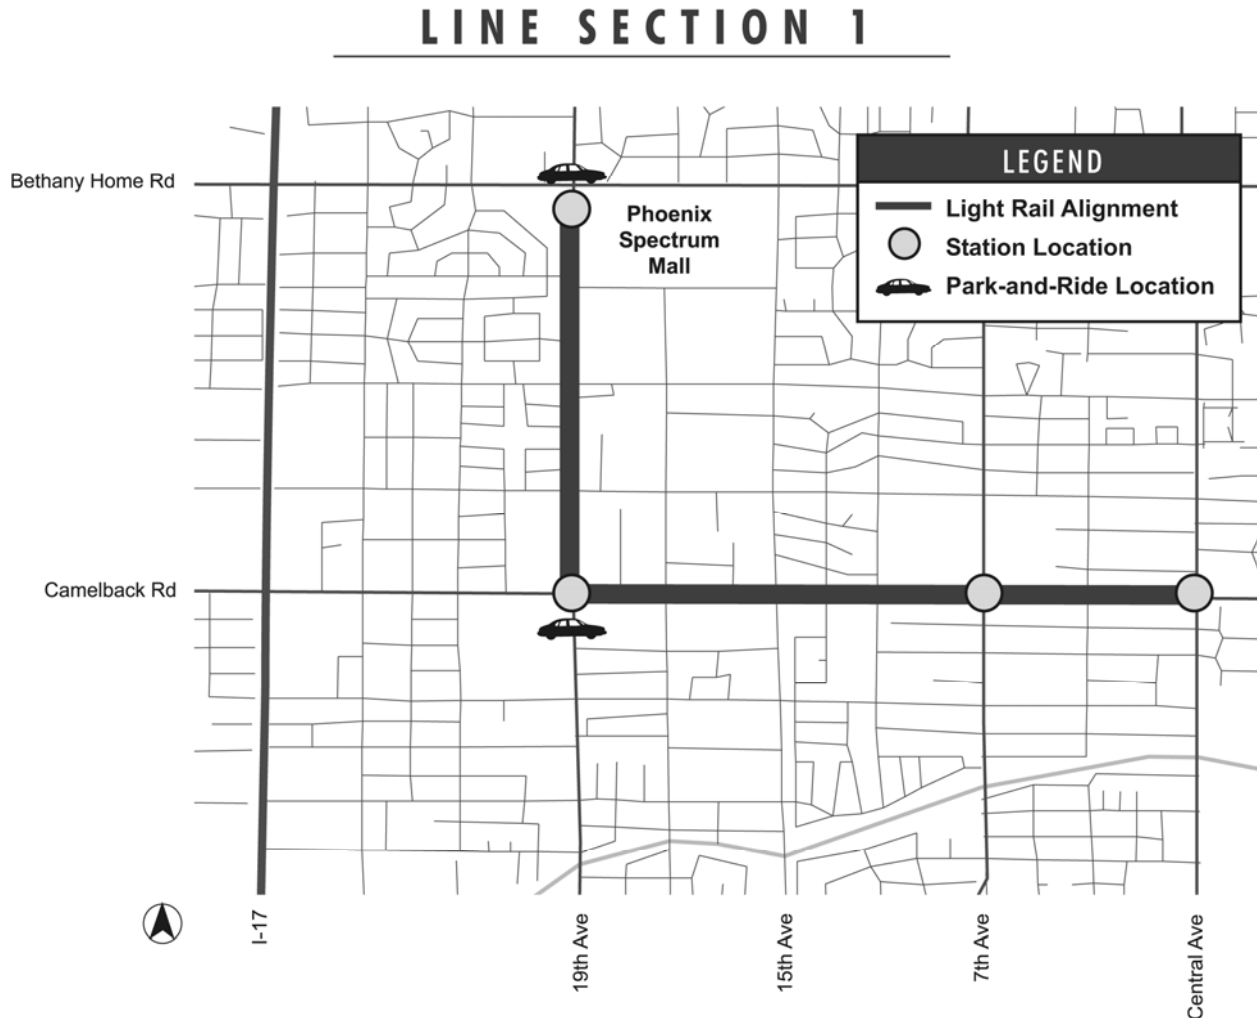 LINE SECTION 1
Bethany Home Rd
Phoenix
Spectrum
Mall
LEGEND
Light Rail Alignment
Station Location
Park-and-Ride Location
Camelback Rd
I-17
19th Ave
15th Ave
7th Ave
Central Ave